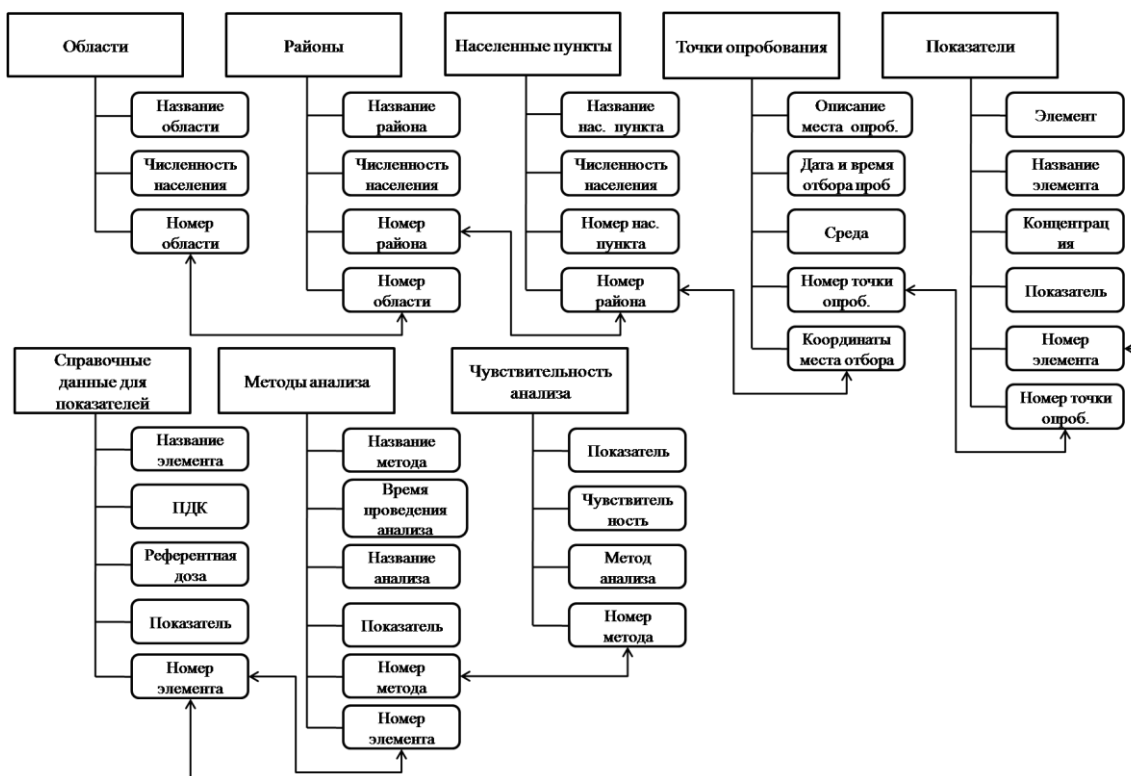 Области
Название
области
Численность
населения
Номер
области
Районы
Название
района
Численность
населения
Номер
района
Номер
области
Населенные пункты
Название
нас. пункта
Численность
населения
Номер нас.
пункта
Номер
района
Точки опробования
Описание
места опроб.
Дата и время
отбора проб
Среда
Номер точки
опроб.
Координаты
места отбора
Показатели
Элемент
Название
элемента
Концентрац
ия
Показатель
Номер
элемента
Номер точки
опроб.
Справочные
данные для
показателей
Название
элемента
ПДК
Референтная
доза
Показатель
Номер
элемента
Методы анализа
Название
метода
Время
проведения
анализа
Название
анализа
Показатель
Номер
метода
Номер
элемента
Чувствительность
анализа
Показатель
Чувствитель
ность
Метод
анализа
Номер
метода